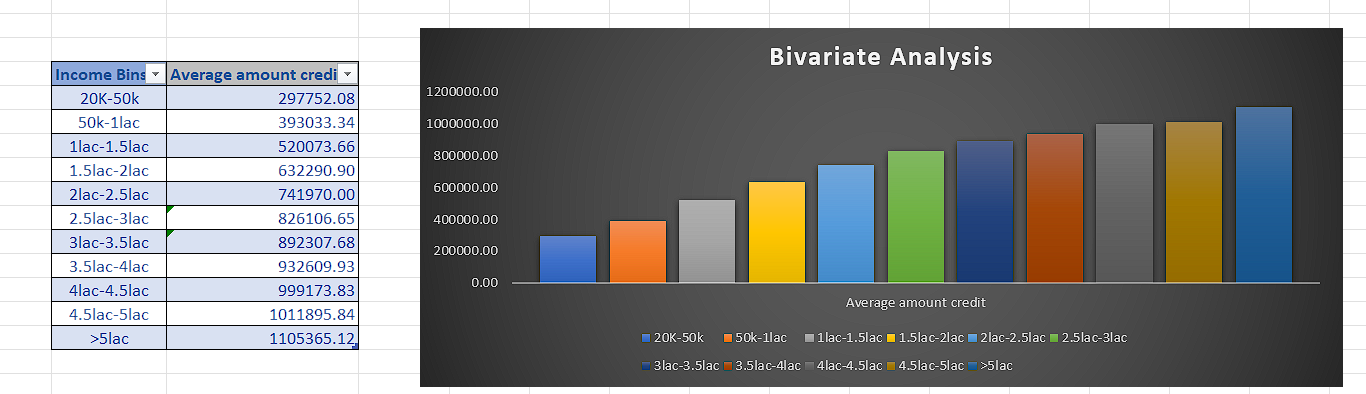 Income Bins Average amount credi
20K-50k 297752.08
50k-1lac 393033.34
1lac-1.5lac 520073.66
1.5lac-2lac 632290.90
2lac-2.5lac 741970.00
2.5lac-3lac 826106.65
3lac-3.5lac 892307.68
3.5lac-4lac 932609.93
4lac-4.5lac 999173.83
4.5lac-5lac 1011895.84
>5lac 1105365.12
Bivariate Analysis
1200000.00
1000000.00
800000.00
600000.00
400000.00
200000.00
0.00
Average amount credit
20K-50k 50k-1lac 1lac-1.5lac 1.5lac-2lac 2lac-2.5lac 2.5lac-3lac
3lac-3.5lac 3.5lac-4lac 4lac-4.5lac 4.5lac-5lac >5lac